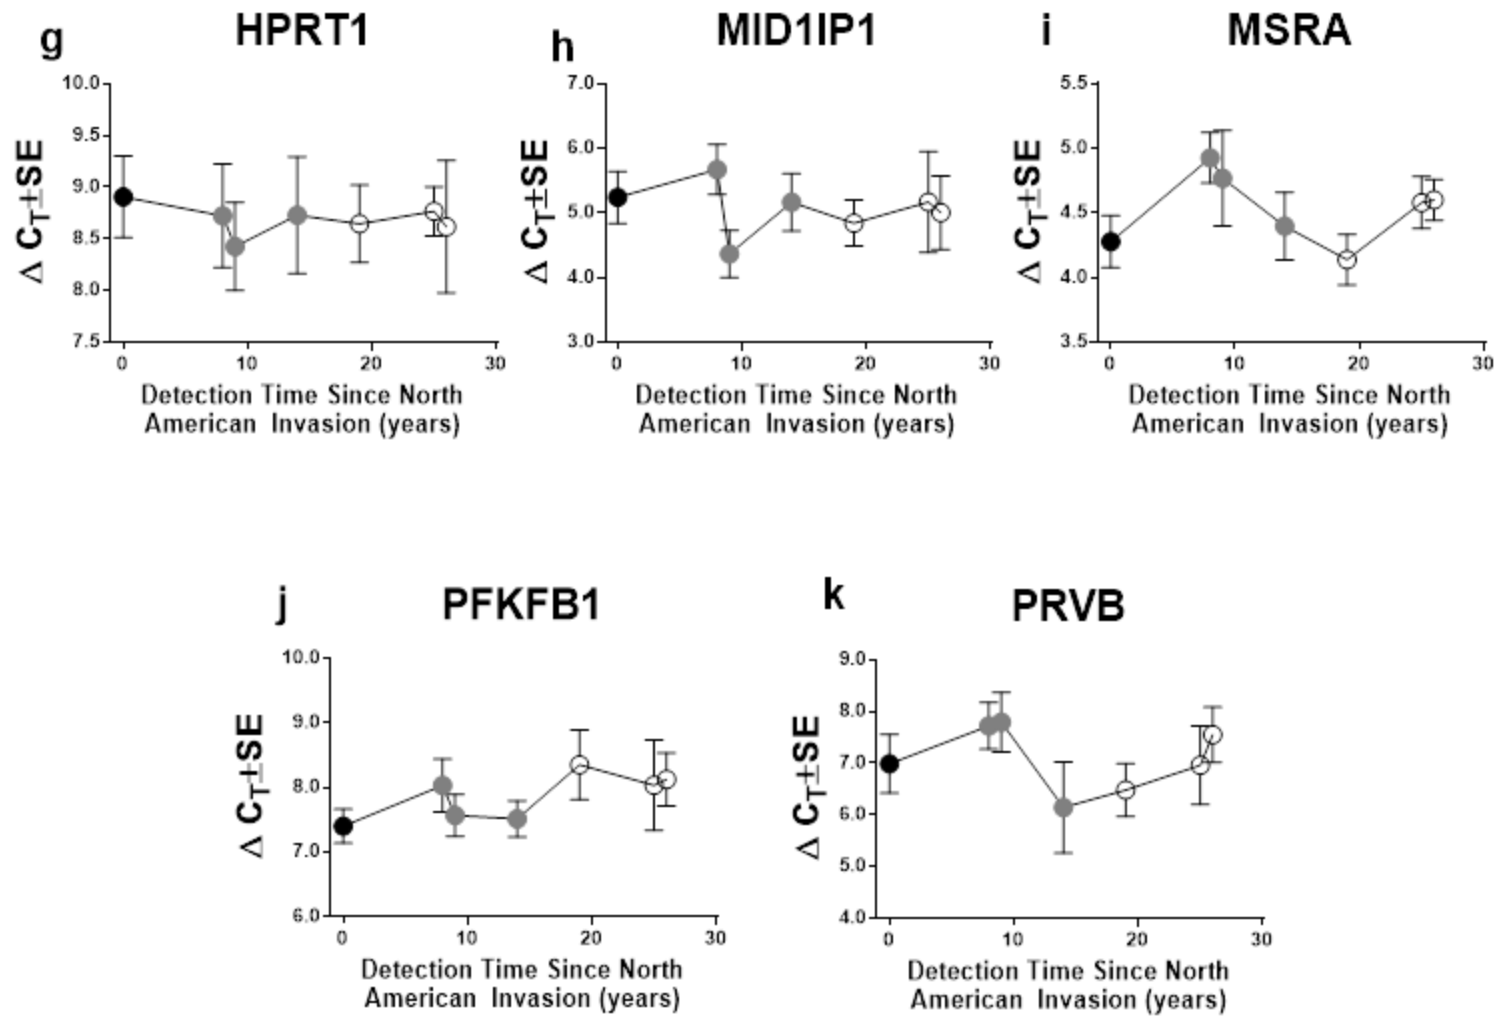 g HPRT1
10.0
9.5
9.0
8.5
8.0
7.5
Δ CT±SE
0 10 20 30
Detection Time Since North
American Invasion (years)
h MID1IP1
7.0
6.0
5.0
4.0
3.0
Δ CT±SE
0 10 20 30
Detection Time Since North
American Invasion (years)
i MSRA
5.5
5.0
4.5
4.0
3.5
Δ CT±SE
0 10 20 30
Detection Time Since North
American Invasion (years)
j PFKFB1
10.0
9.0
8.0
7.0
6.0
Δ CT±SE
0 10 20 30
Detection Time Since North
American Invasion (years)
k PRVB
9.0
8.0
7.0
6.0
5.0
4.0
Δ CT±SE
0 10 20 30
Detection Time Since North
American Invasion (years)